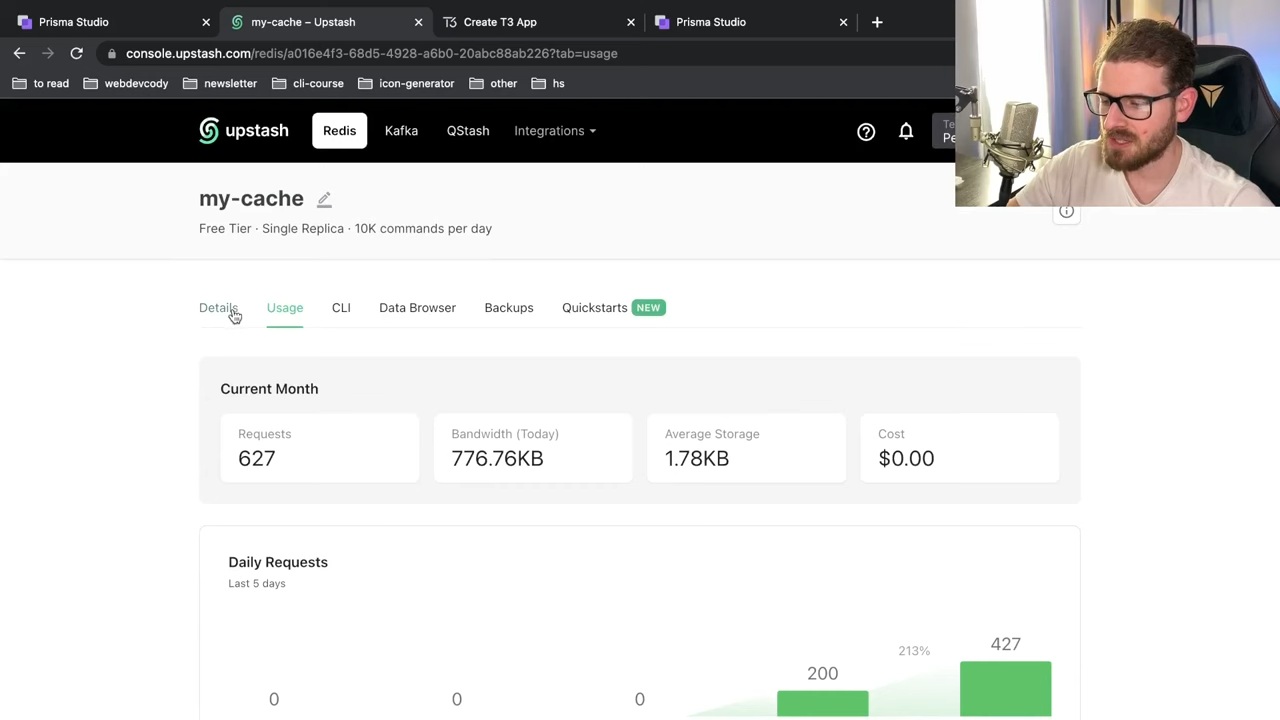 Prisma Studio
my-cache – Upstash
Create T3 App
Prisma Studio
console.upstash.com/redis/a016e4f3-68d5-4928-a6b0-20abc88ab226?tab=usage
to read
webdevcody
newsletter
cli-course
icon-generator
other
hs
upstash
Redis
Kafka
QStash
Integrations
Te
Pe
my-cache
Free Tier · Single Replica · 10K commands per day
Details
Usage
CLI
Data Browser
Backups
Quickstarts NEW
Current Month
Requests
627
Bandwidth (Today)
776.76KB
Average Storage
1.78KB
Cost
$0.00
Daily Requests
Last 5 days
0
0
0
200
213%
427